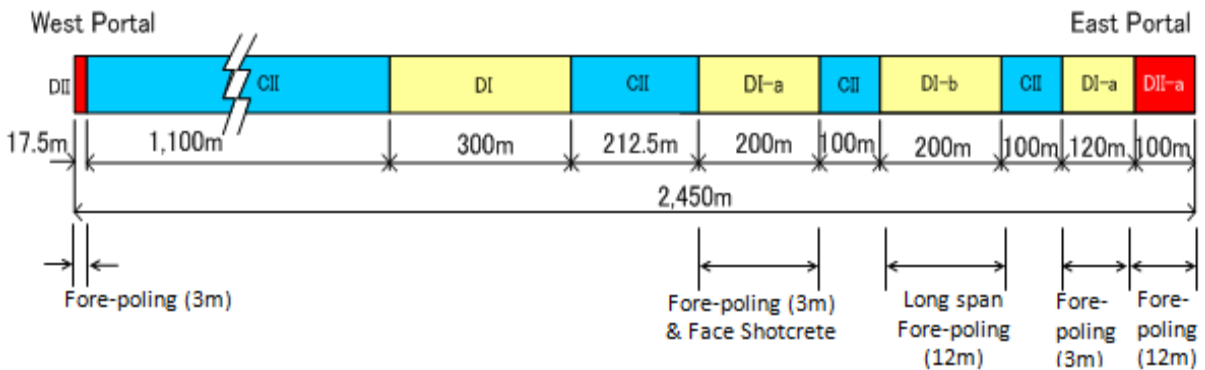 West Portal
East Portal
DII
CII
DI
CII
DI-a
CII
DI-b
CII
DI-a
DII-a
17.5m
1,100m
300m
212.5m
200m
100m
200m
100m
120m
100m
2,450m
Fore-poling (3m)
Fore-poling (3m)
& Face Shotcrete
Long span
Fore-poling
(12m)
Fore-
poling
(3m)
Fore-
poling
(12m)